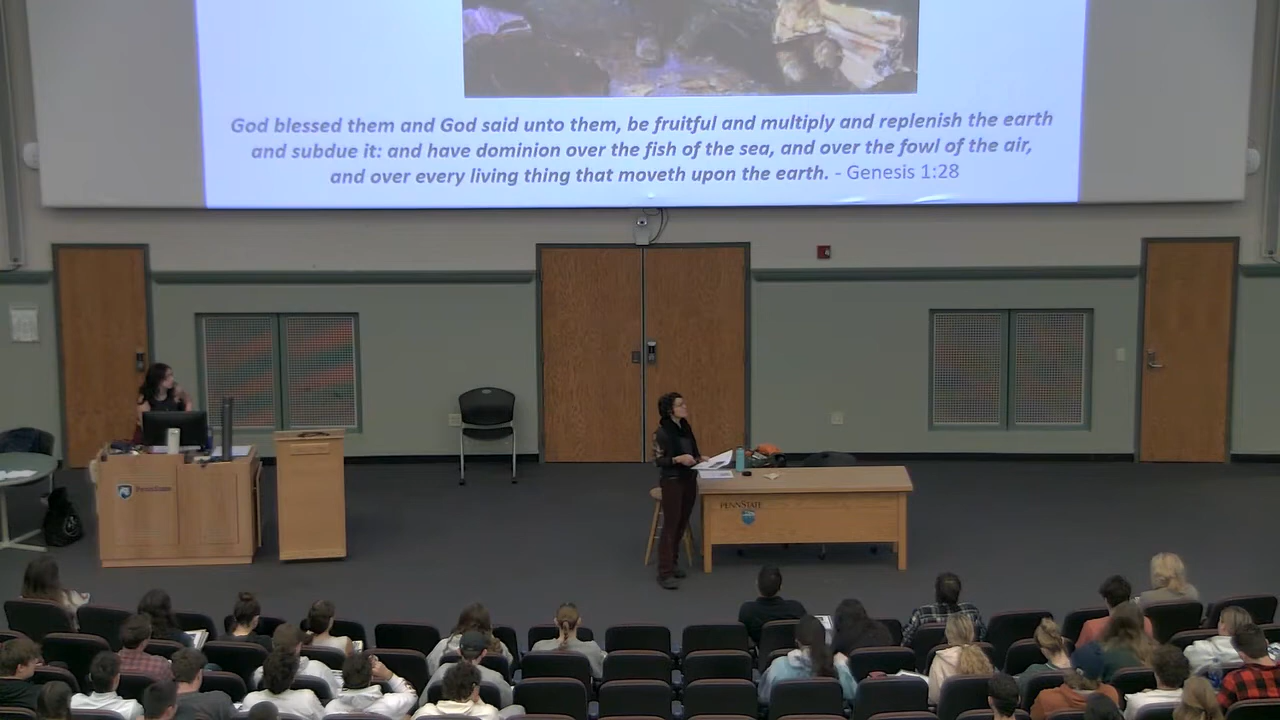 God blessed them and God said unto them, be fruitful and multiply and replenish the earth
and subdue it: and have dominion over the fish of the sea, and over the fowl of the air,
and over every living thing that moveth upon the earth. - Genesis 1:28
PennState
PENNSTATE